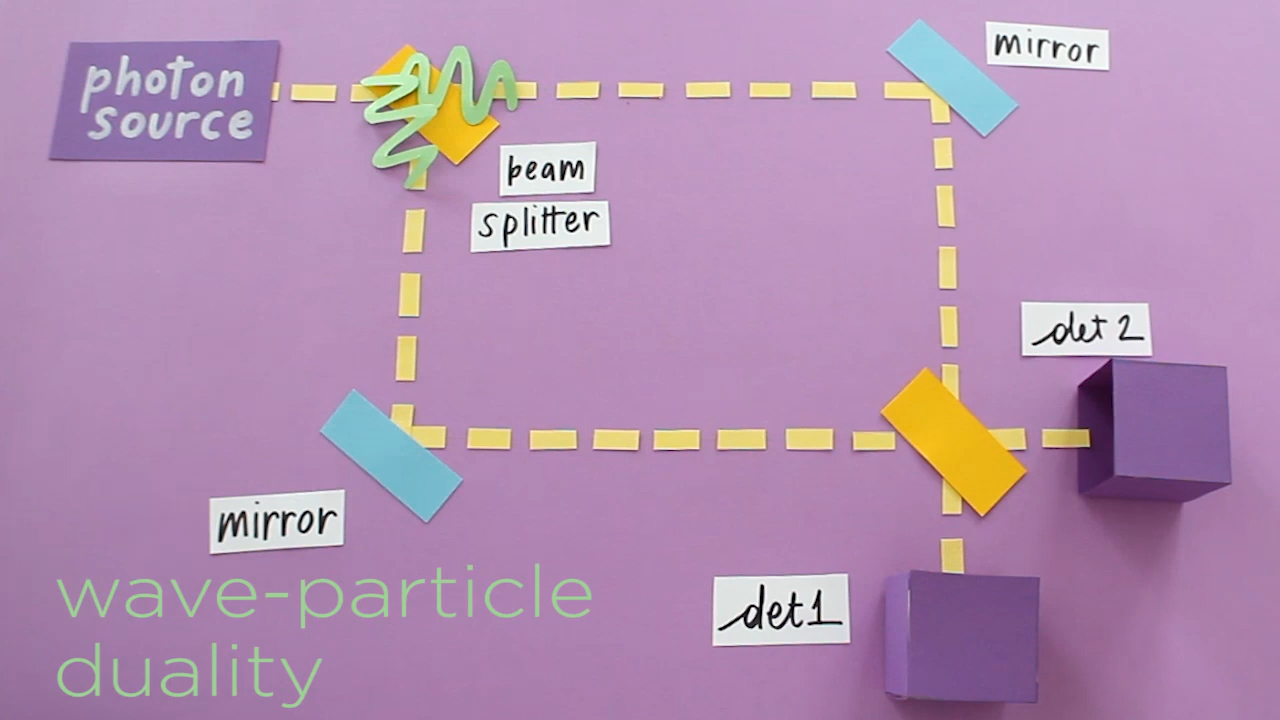 photon
source
mirror
beam
splitter
det 2
mirror
det 1
wave-particle
duality